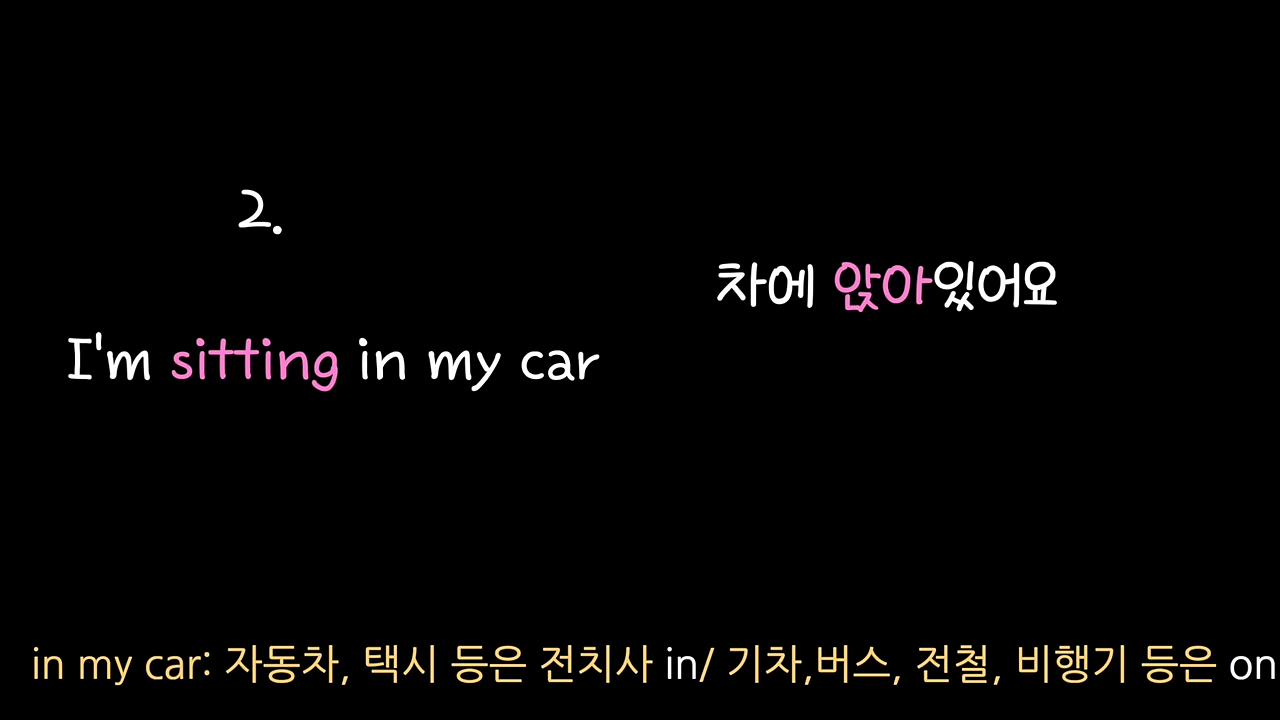 2.
I'm sitting in my car
차에 앉아있어요
in my car: 자동차, 택시 등은 전치사 in/ 기차,버스, 전철, 비행기 등은 on